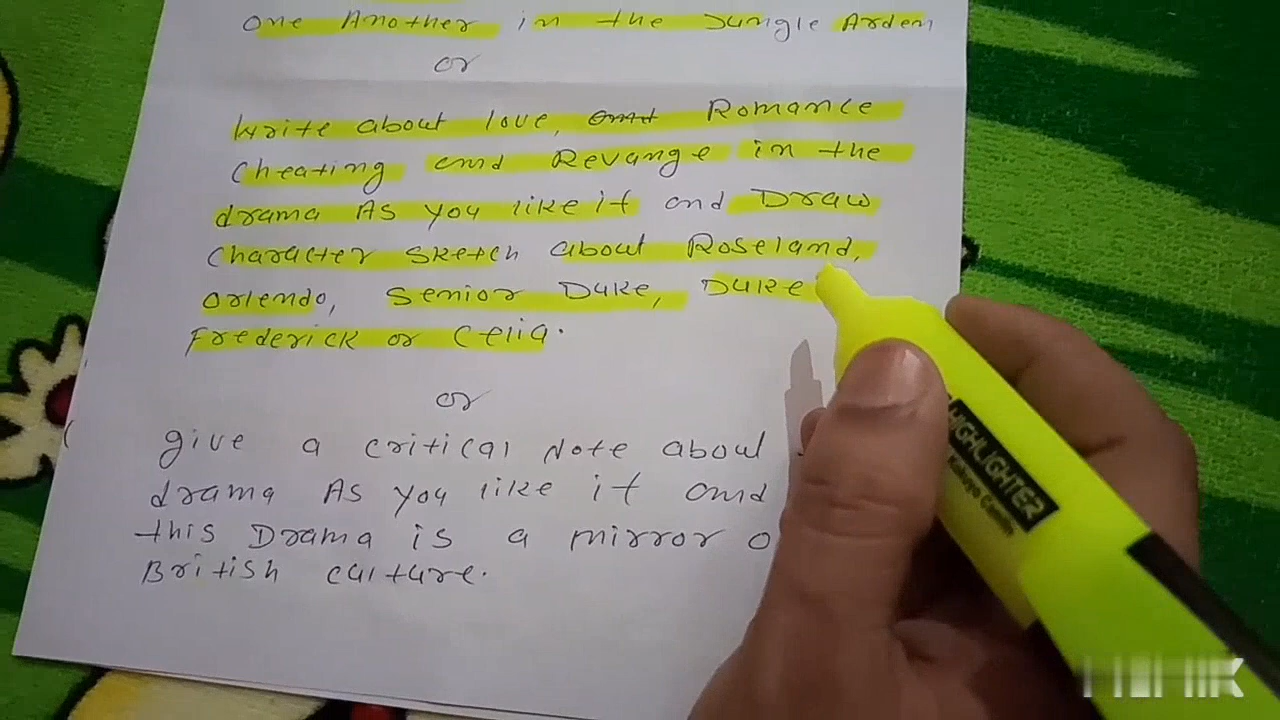 One Another in the Jungle Arden
or
Write about love, and Romance
Cheating and Revange in the
drama As you like it and Draw
Character Sketch about Roseland,
Orlendo, Senior Duke, Duke
Frederick or Celia.
or
give a critical Note about
drama As you like it and
this Drama is a mirror o
British culture.
HIGHLIGHTER